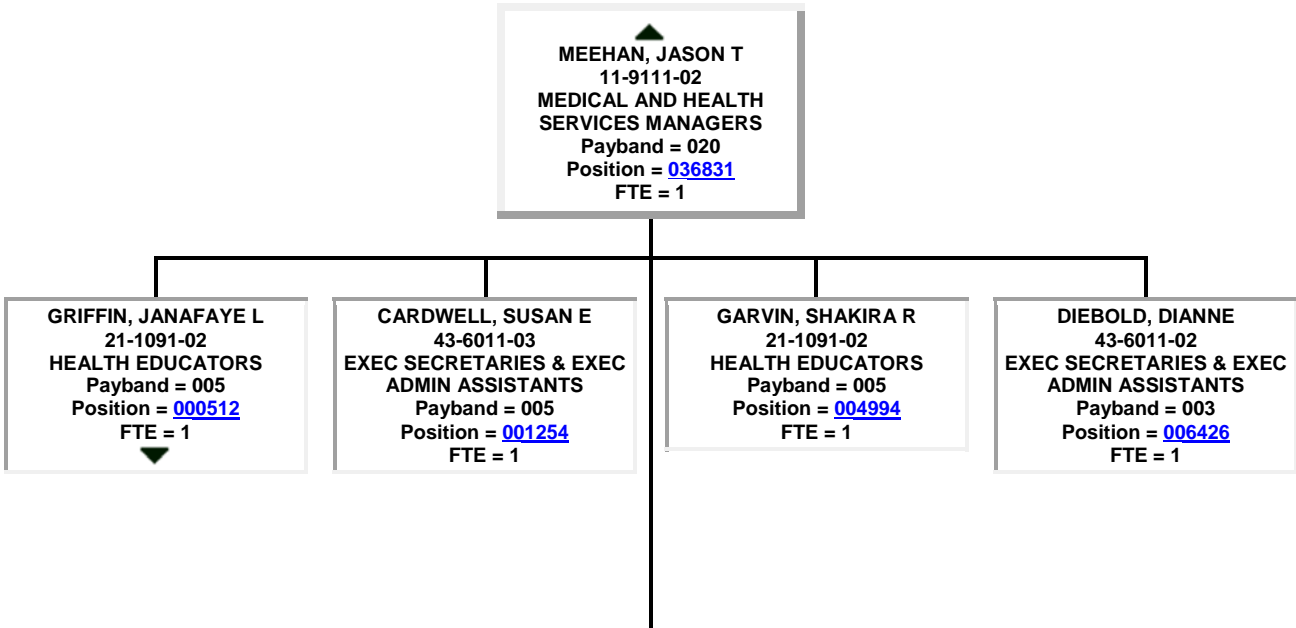 MEEHAN, JASON T
11-9111-02
MEDICAL AND HEALTH
SERVICES MANAGERS
Payband = 020
Position = 036831
FTE = 1
GRIFFIN, JANAFAYE L
21-1091-02
HEALTH EDUCATORS
Payband = 005
Position = 000512
FTE = 1
CARDWELL, SUSAN E
43-6011-03
EXEC SECRETARIES & EXEC
ADMIN ASSISTANTS
Payband = 005
Position = 001254
FTE = 1
GARVIN, SHAKIRA R
21-1091-02
HEALTH EDUCATORS
Payband = 005
Position = 004994
FTE = 1
DIEBOLD, DIANNE
43-6011-02
EXEC SECRETARIES & EXEC
ADMIN ASSISTANTS
Payband = 003
Position = 006426
FTE = 1